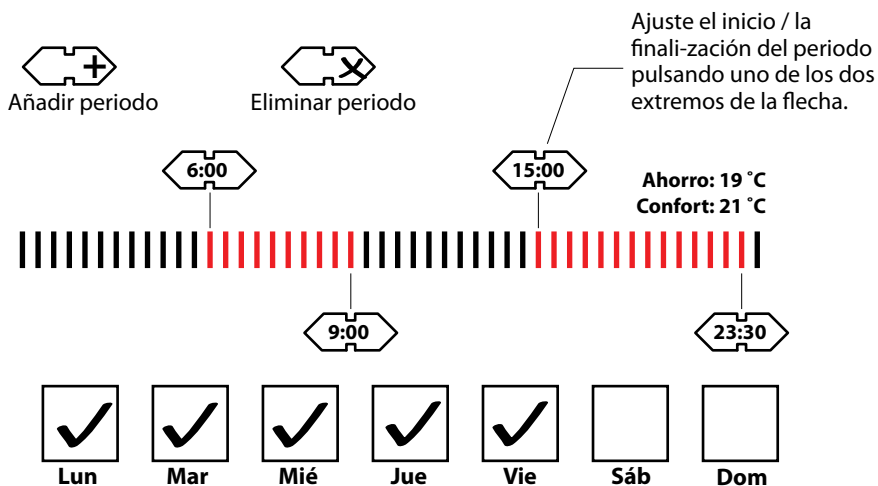 Ajuste el inicio / la
finali-zación del periodo
pulsando uno de los dos
extremos de la flecha.
Añadir periodo
Eliminar periodo
6:00
15:00
Ahorro: 19 ˚C
Confort: 21 ˚C
9:00
23:30
Lun Mar Mié Jue Vie Sáb Dom